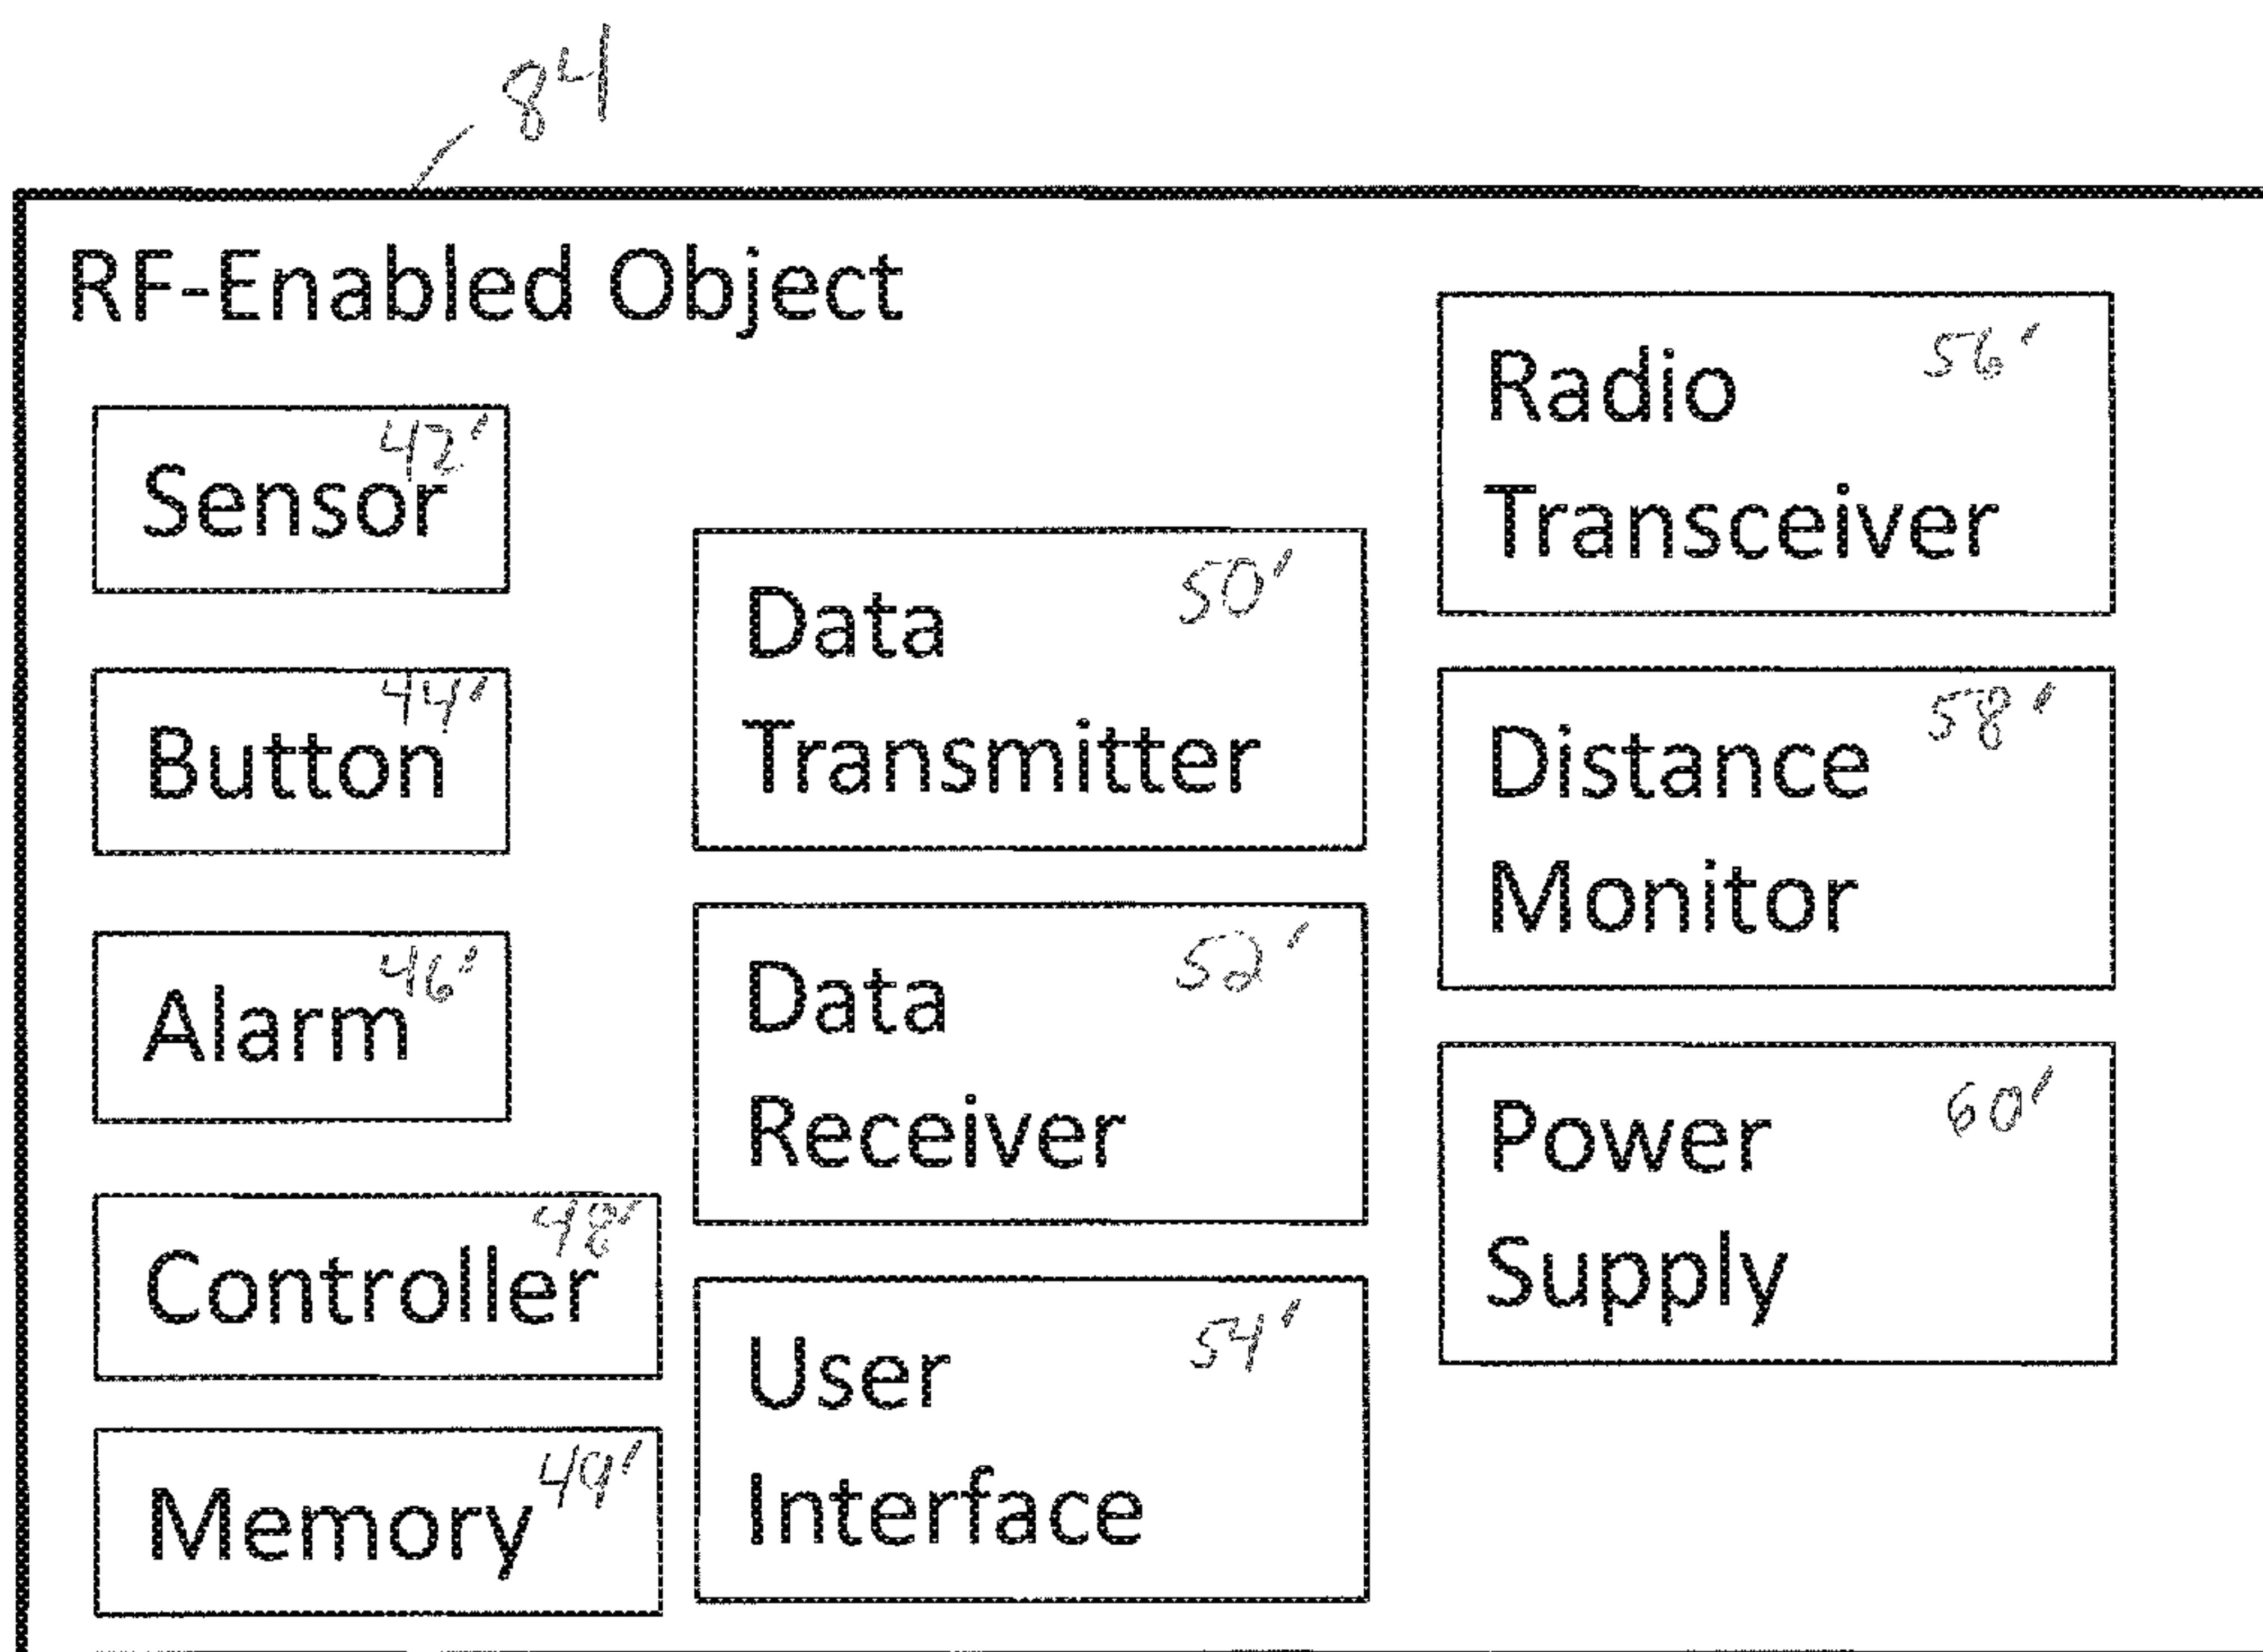 84
RF-Enabled Object
Sensor 42'
Button 44'
Alarm 46'
Controller 48'
Memory 49'
Data 50'
Transmitter
Data 52'
Receiver
User 54'
Interface
Radio 56'
Transceiver
Distance 58'
Monitor
Power 60'
Supply